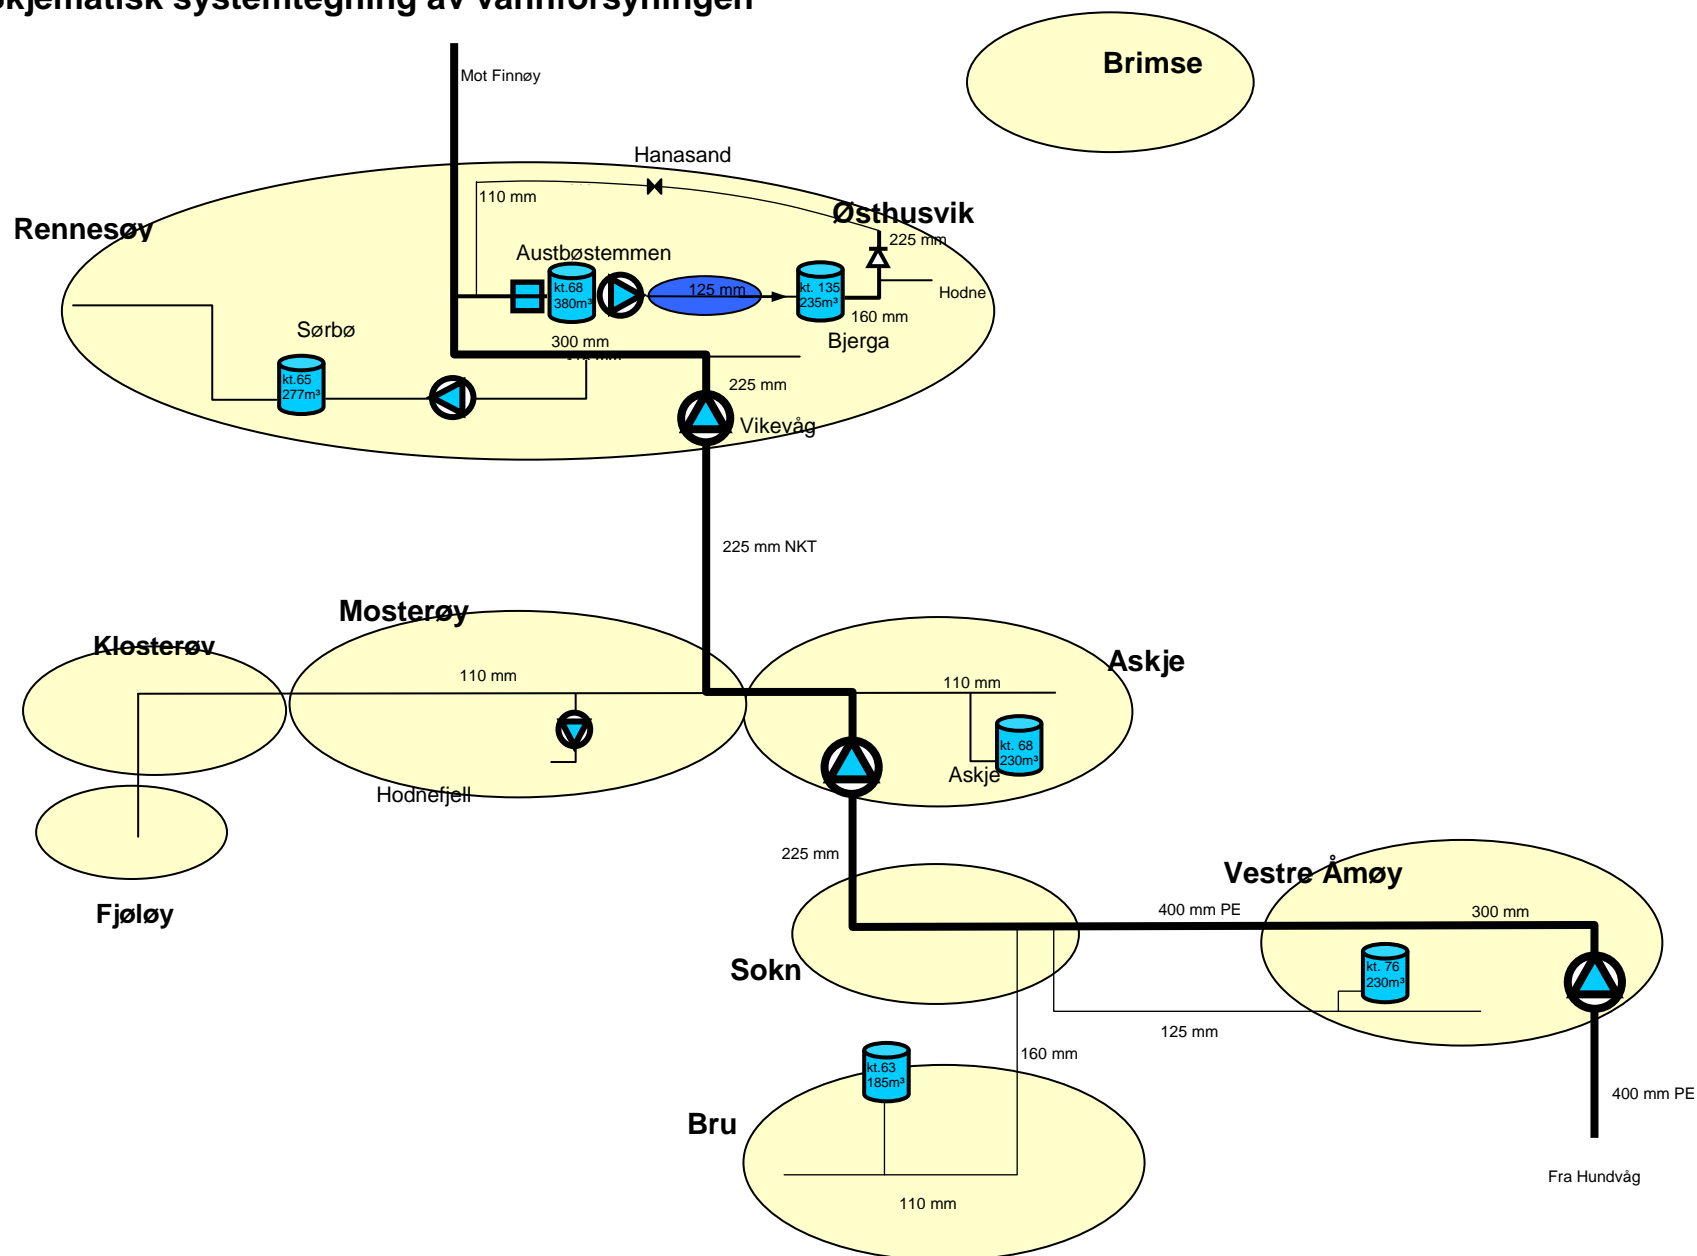 skjematisk systemtegning av vannforsyningen
Brimse
Mot Finnøy
Hanasand
110 mm
Rennesøy
Østhusvik
225 mm
Austbøstemmen
kt.68
380m³
125 mm
kt. 135
235m³
Hodne
160 mm
Bjerga
Sørbø
300 mm
kt.65
277m³
225 mm
Vikevåg
225 mm NKT
Mosterøy
Klosterøy
Askje
110 mm
110 mm
kt. 68
230m³
Askje
Hodnefjell
225 mm
Vestre Åmøy
Fjøløy
400 mm PE
300 mm
Sokn
kt. 76
230m³
125 mm
160 mm
kt.63
185m³
400 mm PE
Bru
Fra Hundvåg
110 mm